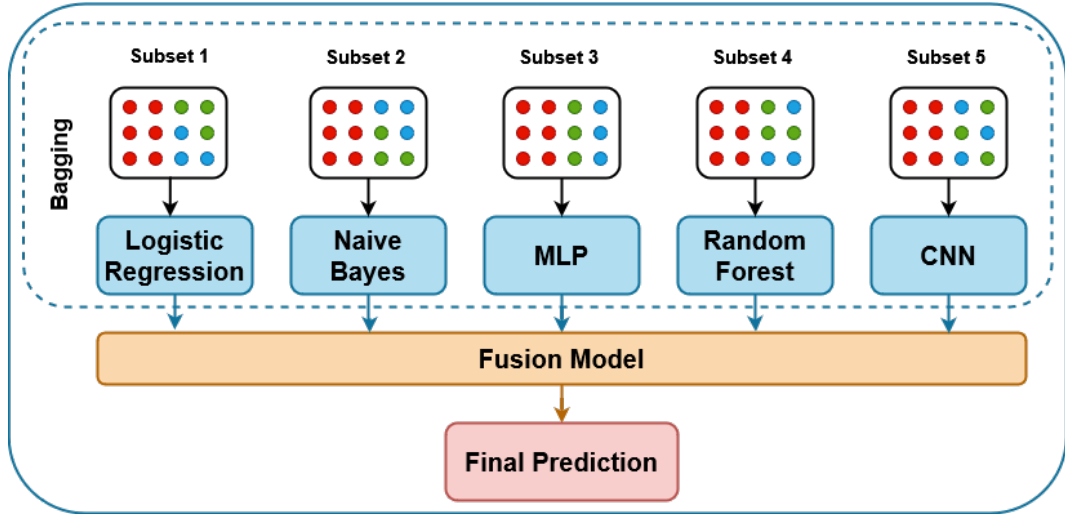 Subset 1
Subset 2
Subset 3
Subset 4
Subset 5
Bagging
Logistic
Regression
Naive
Bayes
MLP
Random
Forest
CNN
Fusion Model
Final Prediction